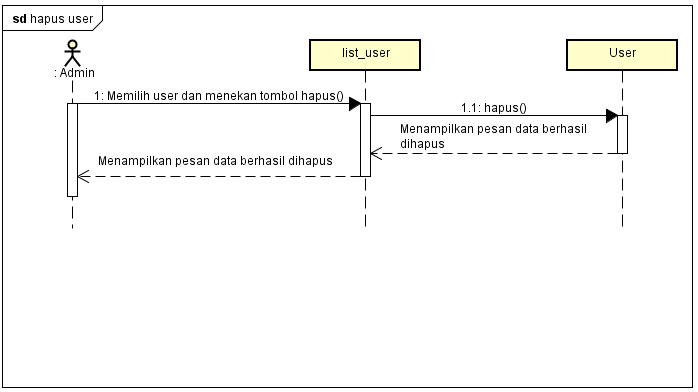 sd hapus user
: Admin
list_user
User
1: Memilih user dan menekan tombol hapus()
1.1: hapus()
Menampilkan pesan data berhasil
dihapus
Menampilkan pesan data berhasil dihapus